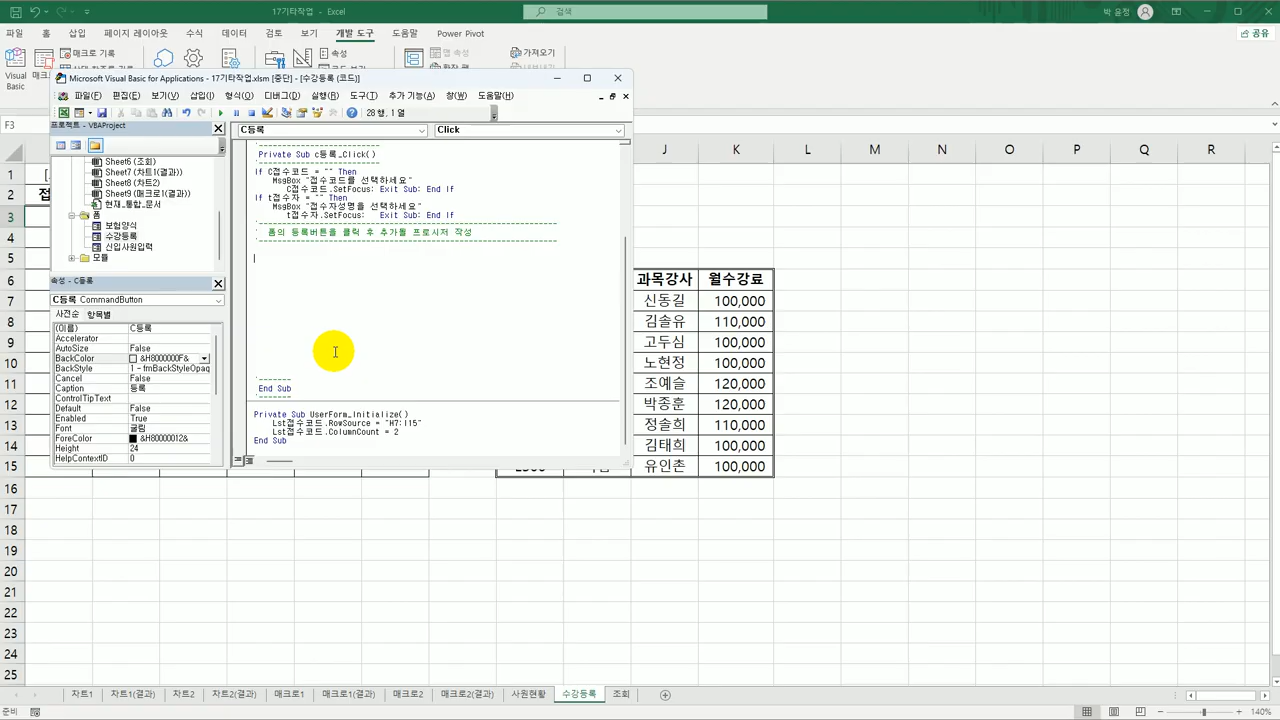 17기타작업 - Excel
검색
박 윤정
파일 홈 삽입 페이지 레이아웃 수식 데이터 검토 보기 개발 도구 도움말 Power Pivot
공유
매크로 기록
속성
가져오기
Visual Basic
Microsoft Visual Basic for Applications - 17기타작업.xlsm [중단] - [수강등록 (코드)]
파일(F) 편집(E) 보기(V) 삽입(I) 형식(O) 디버그(D) 실행(R) 도구(T) 추가 기능(A) 창(W) 도움말(H)
28 행, 1 열
프로젝트 - VBAProject
Sheet6 (조회)
Sheet7 (차트1(결과))
Sheet8 (차트2)
Sheet9 (매크로1(결과))
현재_통합_문서
폼
보험양식
수강등록
신입사원입력
모듈
속성 - C등록
C등록 CommandButton
사전순 항목별
(이름) C등록
Accelerator
AutoSize False
BackColor &H8000000F&
BackStyle 1 - fmBackStyleOpaq
Cancel False
Caption 등록
ControlTipText
Default False
Enabled True
Font 굴림
ForeColor &H80000012&
Height 24
HelpContextID 0
C등록 Click
'-----------------------
Private Sub c등록_Click()
'-----------------------
If C접수코드 = "" Then
MsgBox "접수코드를 선택하세요"
C접수코드.SetFocus: Exit Sub: End If
If t접수자 = "" Then
MsgBox "접수자성명을 선택하세요"
t접수자.SetFocus: Exit Sub: End If
' 폼의 등록버튼을 클릭 후 추가될 프로시저 작성
'-------
End Sub
'-------
Private Sub UserForm_Initialize()
Lst접수코드.RowSource = "H7:I15"
Lst접수코드.ColumnCount = 2
End Sub
F3
J K L M N O P Q R
1
2
3
4
5
6 과목강사 월수강료
7 신동길 100,000
8 김솔유 110,000
9 고두심 100,000
10 노현정 100,000
11 조예슬 120,000
12 박종훈 120,000
13 정솔희 110,000
14 김태희 100,000
15 유인촌 100,000
16
17
18
19
20
21
22
23
24
25
차트1 차트1(결과) 차트2 차트2(결과) 매크로1 매크로1(결과) 매크로2 매크로2(결과) 사원현황 수강등록 조회
준비
140%